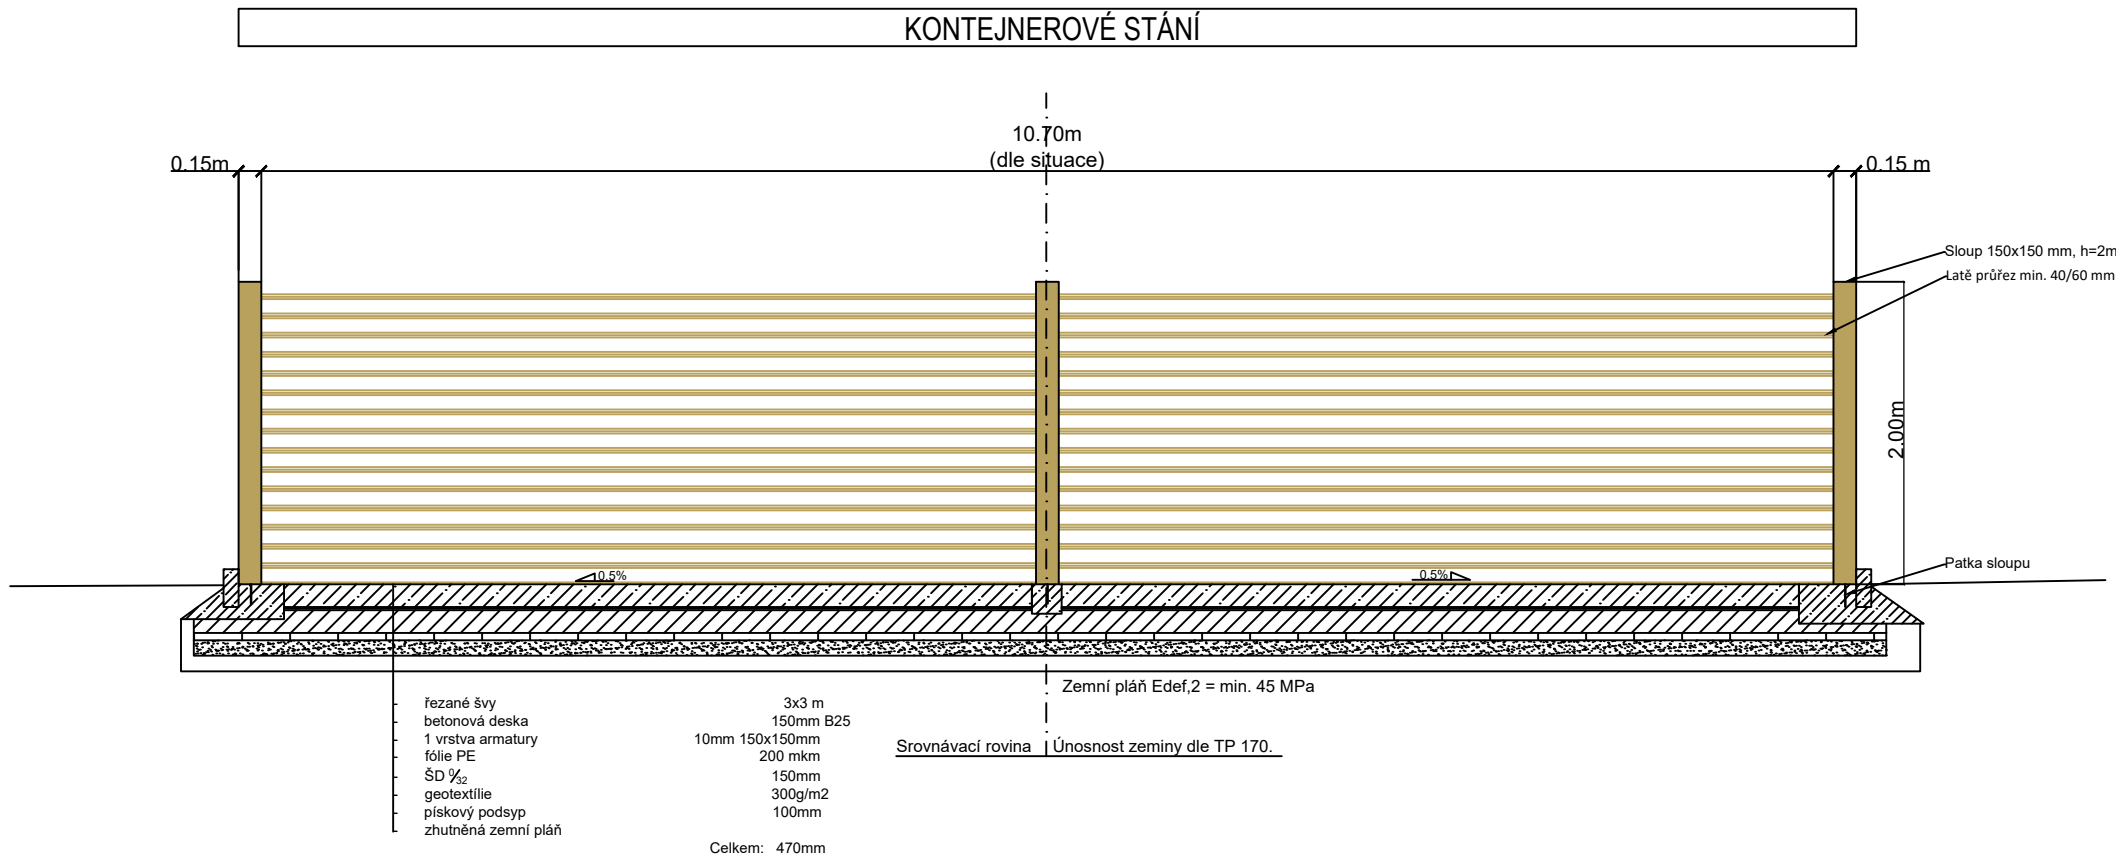 KONTEJNEROVÉ STÁNÍ
10.70m
(dle situace)
0.15m
0.15 m
Sloup 150x150 mm, h=2m
Latě průřez min. 40/60 mm
2.00m
Patka sloupu
0.5%
0.5%
Zemní pláň Edef,2 = min. 45 MPa
Srovnávací rovina Únosnost zeminy dle TP 170.
řezané švy 3x3 m
betonová deska 150mm B25
1 vrstva armatury 10mm 150x150mm
fólie PE 200 mkm
ŠD 0/32 150mm
geotextílie 300g/m2
pískový podsyp 100mm
zhutněná zemní pláň
Celkem: 470mm